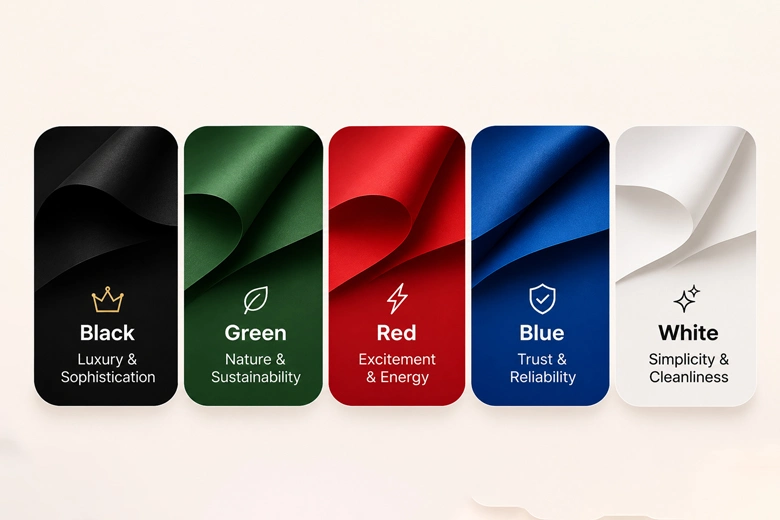 Black
Luxury &
Sophistication
Green
Nature &
Sustainability
Red
Excitement
& Energy
Blue
Trust &
Reliability
White
Simplicity &
Cleanliness